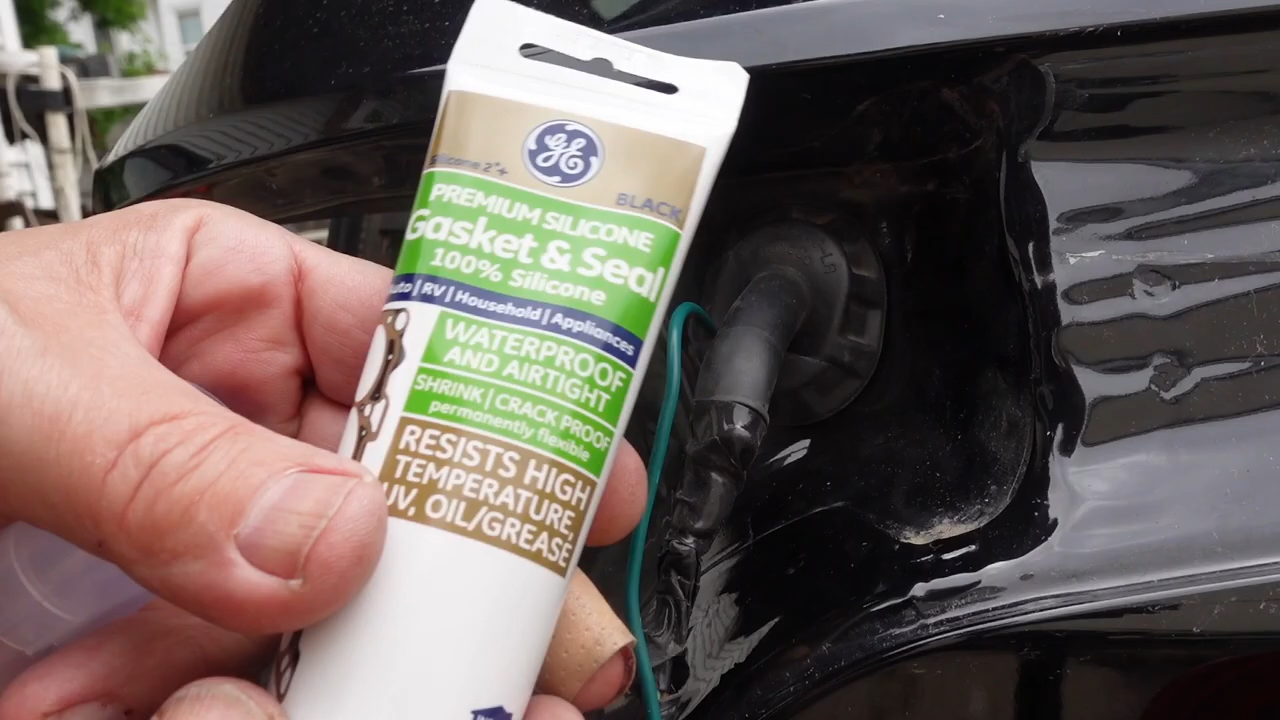 GE
Silicone 2+
BLACK
PREMIUM SILICONE
Gasket & Seal
100% Silicone
Auto | RV | Household | Appliances
WATERPROOF
AND AIRTIGHT
SHRINK | CRACK PROOF
permanently flexible
RESISTS HIGH
TEMPERATURE,
UV, OIL/GREASE